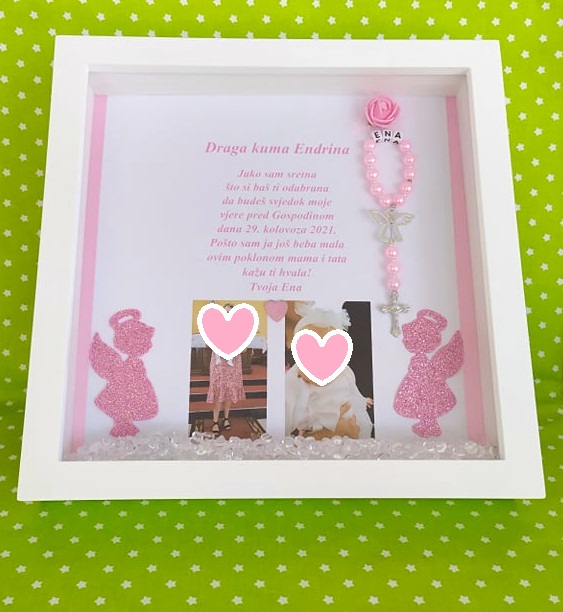 ENA
Draga kuma Endrina
Jako sam sretna
što si baš ti odabrana
da budeš svjedok moje
vjere pred Gospodinom
dana 29. kolovoza 2021.
Pošto sam ja još beba mala
ovim poklonom mama i tata
kažu ti hvala!
Tvoja Ena